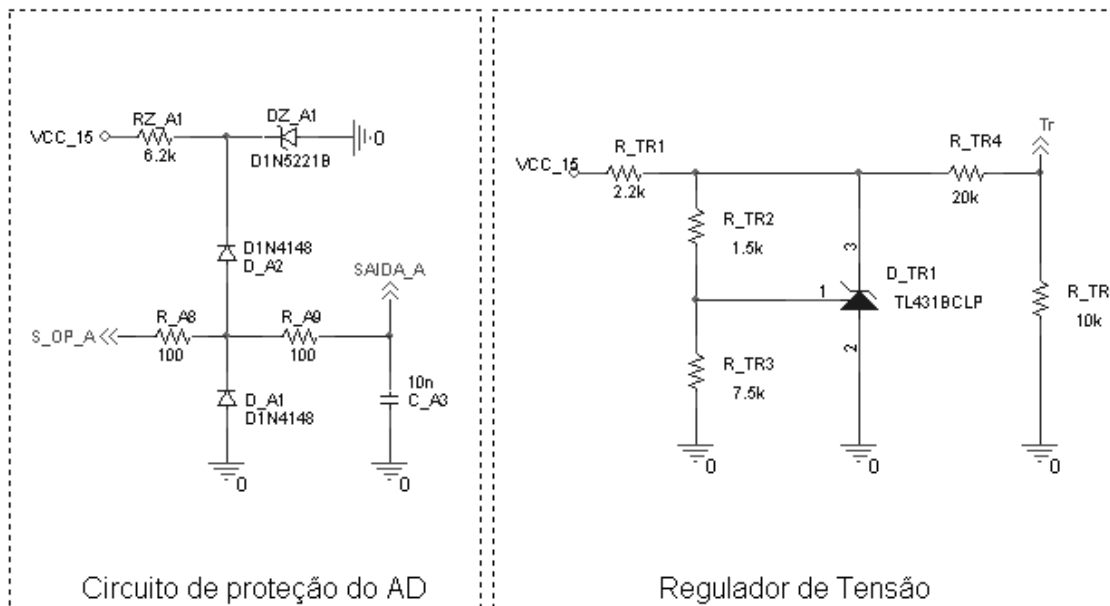 RZ_A1
VCC_15
6.2k
DZ_A1
D1N5221B
0
D1N4148
D_A2
SAIDA_A
S_OP_A
R_A8
100
R_A9
100
D_A1
D1N4148
10n
C_A3
0
0
Circuito de proteção do AD
VCC_15
R_TR1
2.2k
R_TR4
20k
Tr
R_TR2
1.5k
3
D_TR1
1
TL431BCLP
2
R_TR3
7.5k
R_TR
10k
0
0
0
Regulador de Tensão